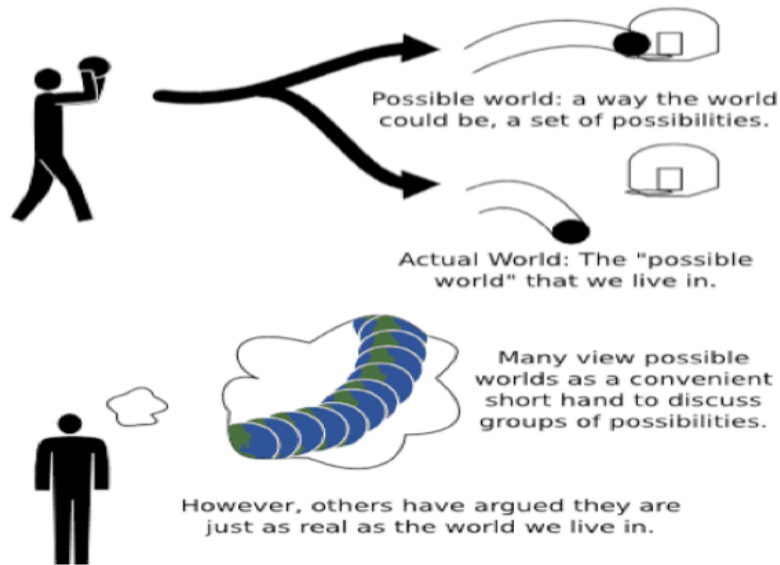 Possible world: a way the world
could be, a set of possibilities.
Actual World: The "possible
world" that we live in.
Many view possible
worlds as a convenient
short hand to discuss
groups of possibilities.
However, others have argued they are
just as real as the world we live in.